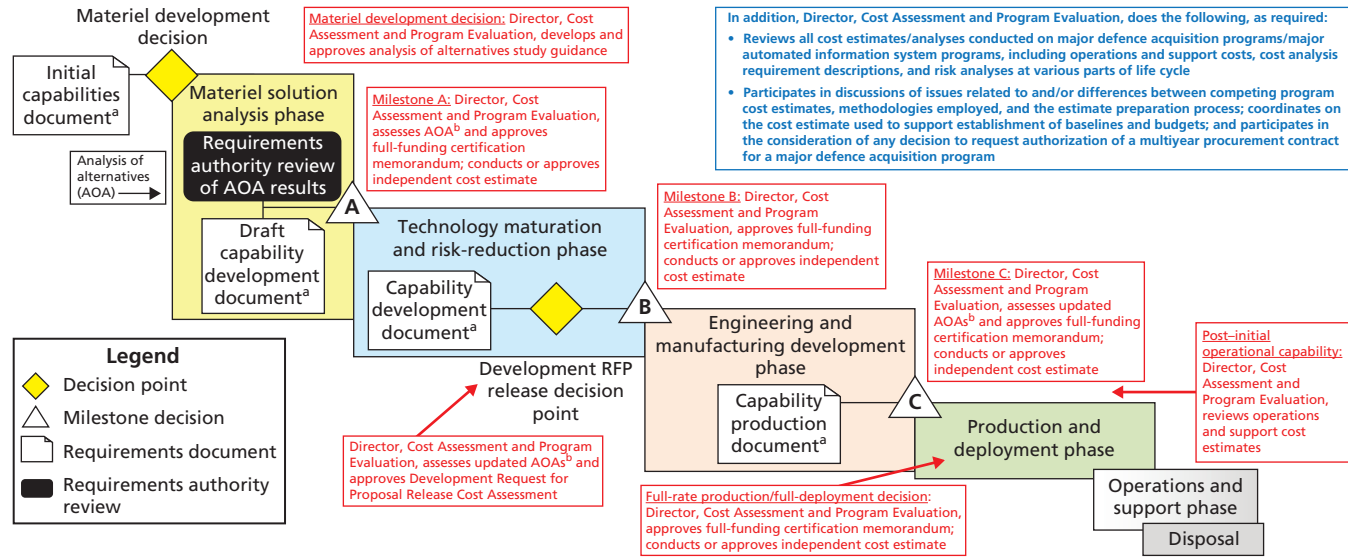 Materiel development
decision
Initial
capabilities
documentᵃ
Materiel development decision: Director, Cost
Assessment and Program Evaluation, develops and
approves analysis of alternatives study guidance
In addition, Director, Cost Assessment and Program Evaluation, does the following, as required:
• Reviews all cost estimates/analyses conducted on major defence acquisition programs/major
automated information system programs, including operations and support costs, cost analysis
requirement descriptions, and risk analyses at various parts of life cycle
• Participates in discussions of issues related to and/or differences between competing program
cost estimates, methodologies employed, and the estimate preparation process; coordinates on
the cost estimate used to support establishment of baselines and budgets; and participates in
the consideration of any decision to request authorization of a multiyear procurement contract
for a major defence acquisition program
Materiel solution
analysis phase
Requirements
authority review
of AOA results
Analysis of
alternatives
(AOA)
Draft
capability
development
documentᵃ
A
Milestone A: Director, Cost
Assessment and Program Evaluation,
assesses AOAᵇ and approves
full-funding certification
memorandum; conducts or approves
independent cost estimate
Technology maturation
and risk-reduction phase
Capability
development
documentᵃ
B
Milestone B: Director, Cost
Assessment and Program
Evaluation, approves full-funding
certification memorandum;
conducts or approves independent
cost estimate
Development RFP
release decision
point
Director, Cost Assessment and Program
Evaluation, assesses updated AOAsᵇ and
approves Development Request for
Proposal Release Cost Assessment
Engineering and
manufacturing development
phase
Capability
production
documentᵃ
C
Milestone C: Director, Cost
Assessment and Program
Evaluation, assesses updated
AOAsᵇ and approves full-funding
certification memorandum;
conducts or approves
independent cost estimate
Production and
deployment phase
Post–initial
operational capability:
Director, Cost
Assessment and
Program Evaluation,
reviews operations
and support cost
estimates
Full-rate production/full-deployment decision:
Director, Cost Assessment and Program Evaluation,
approves full-funding certification memorandum;
conducts or approves independent cost estimate
Operations and
support phase
Disposal
Legend
Decision point
Milestone decision
Requirements document
Requirements authority
review